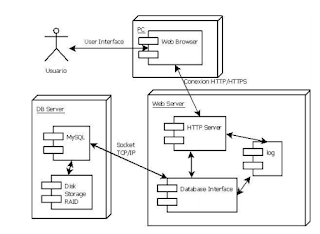 PC
User Interface
Web Browser
Usuario
Conexion HTTP/HTTPS
DB Server
Web Server
MySQL
Socket
TCP/IP
HTTP Server
log
Disk
Storage
RAID
Database Interface